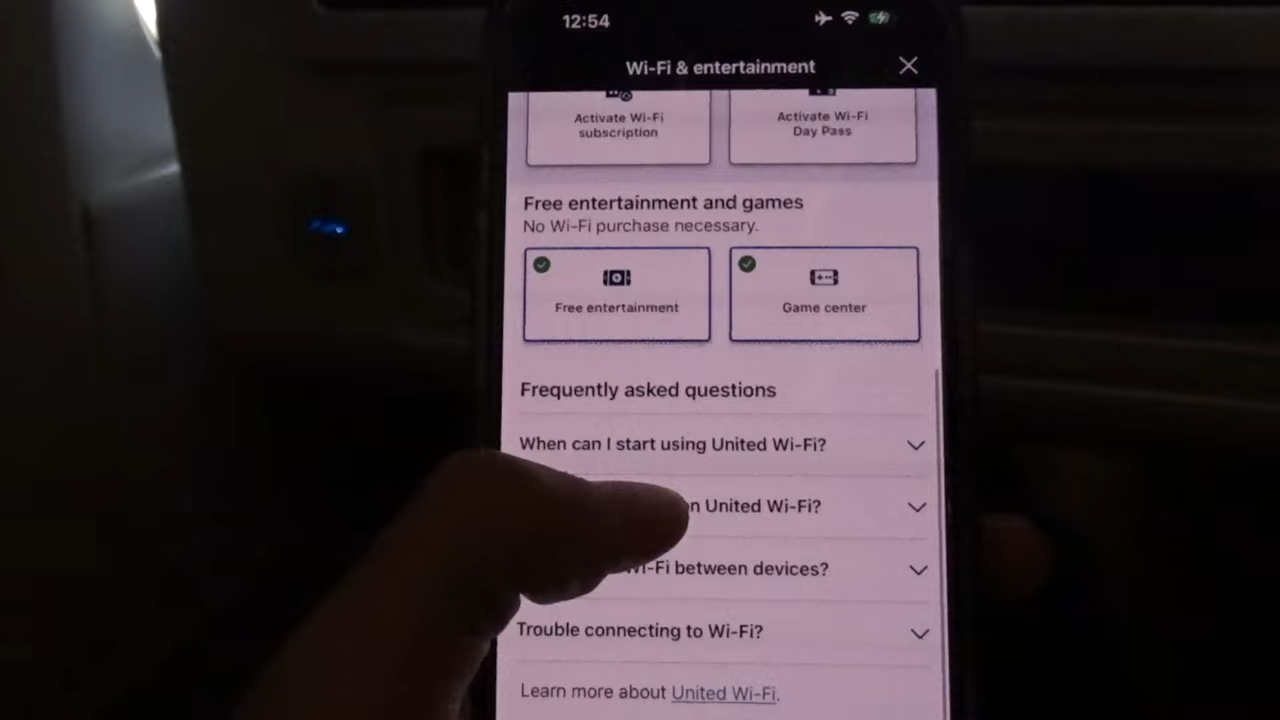 12:54
Wi-Fi & entertainment
Activate Wi-Fi
subscription
Activate Wi-Fi
Day Pass
Free entertainment and games
No Wi-Fi purchase necessary.
Free entertainment
Game center
Frequently asked questions
When can I start using United Wi-Fi?
United Wi-Fi?
Wi-Fi between devices?
Trouble connecting to Wi-Fi?
Learn more about United Wi-Fi.